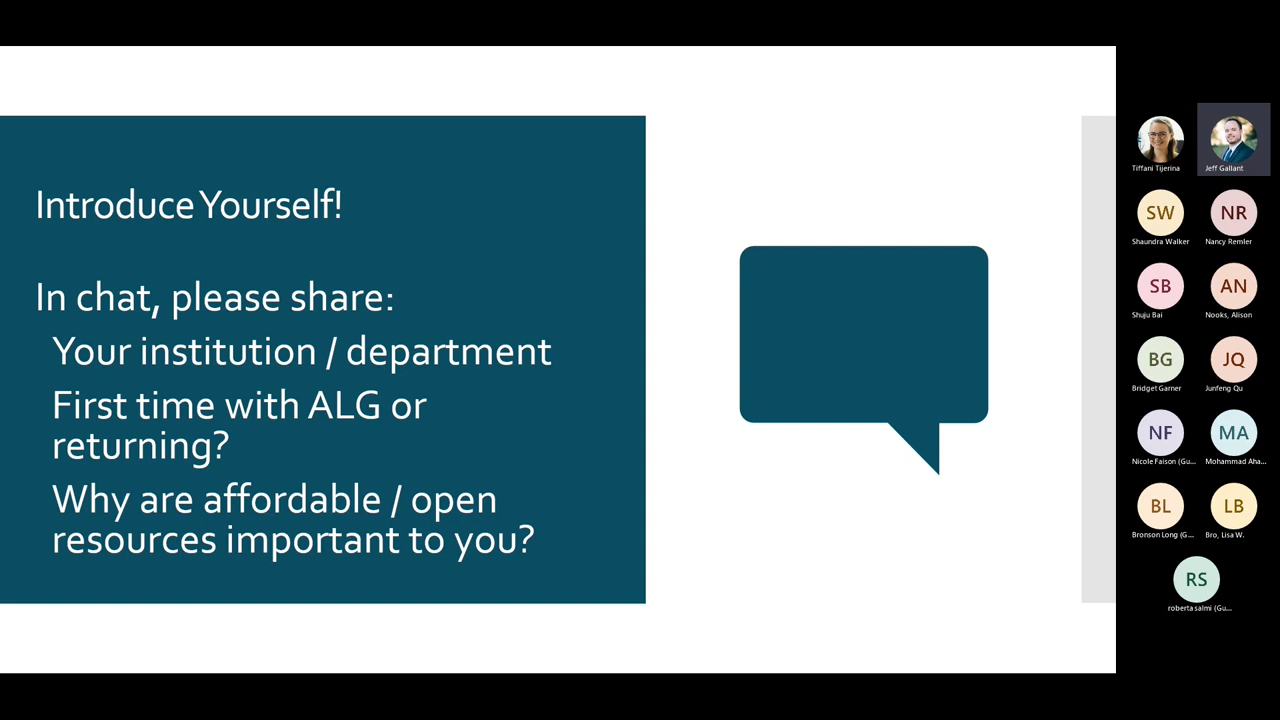 Introduce Yourself!
In chat, please share:
Your institution / department
First time with ALG or
returning?
Why are affordable / open
resources important to you?
Tiffani Tijerina
Jeff Gallant
SW
Shaundra Walker
NR
Nancy Remler
SB
Shuju Bai
AN
Nooks, Alison
BG
Bridget Garner
JQ
Junfeng Qu
NF
Nicole Faison (Gu...
MA
Mohammad Aha...
BL
Bronson Long (G...
LB
Bro, Lisa W.
RS
roberta salmi (Gu...